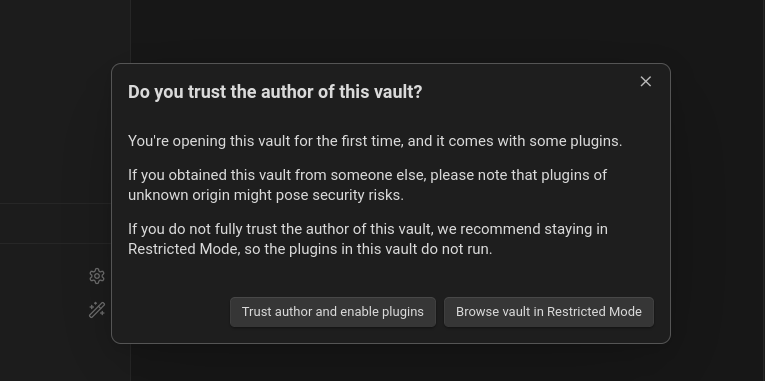 Do you trust the author of this vault?
You're opening this vault for the first time, and it comes with some plugins.
If you obtained this vault from someone else, please note that plugins of
unknown origin might pose security risks.
If you do not fully trust the author of this vault, we recommend staying in
Restricted Mode, so the plugins in this vault do not run.
Trust author and enable plugins
Browse vault in Restricted Mode